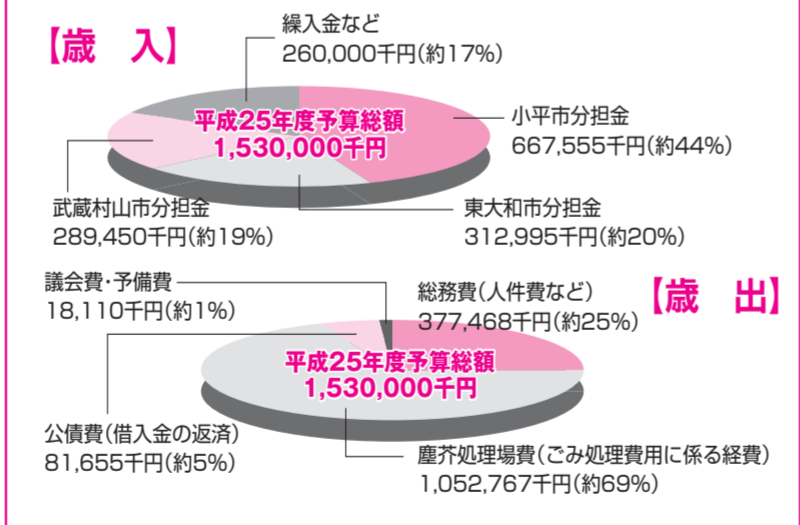 【歳 入】
繰入金など
260,000千円(約17%)
平成25年度予算総額
1,530,000千円
小平市分担金
667,555千円(約44%)
武蔵村山市分担金
289,450千円(約19%)
東大和市分担金
312,995千円(約20%)
【歳 出】
議会費・予備費
18,110千円(約1%)
総務費(人件費など)
377,468千円(約25%)
平成25年度予算総額
1,530,000千円
公債費(借入金の返済)
81,655千円(約5%)
塵芥処理場費(ごみ処理費用に係る経費)
1,052,767千円(約69%)